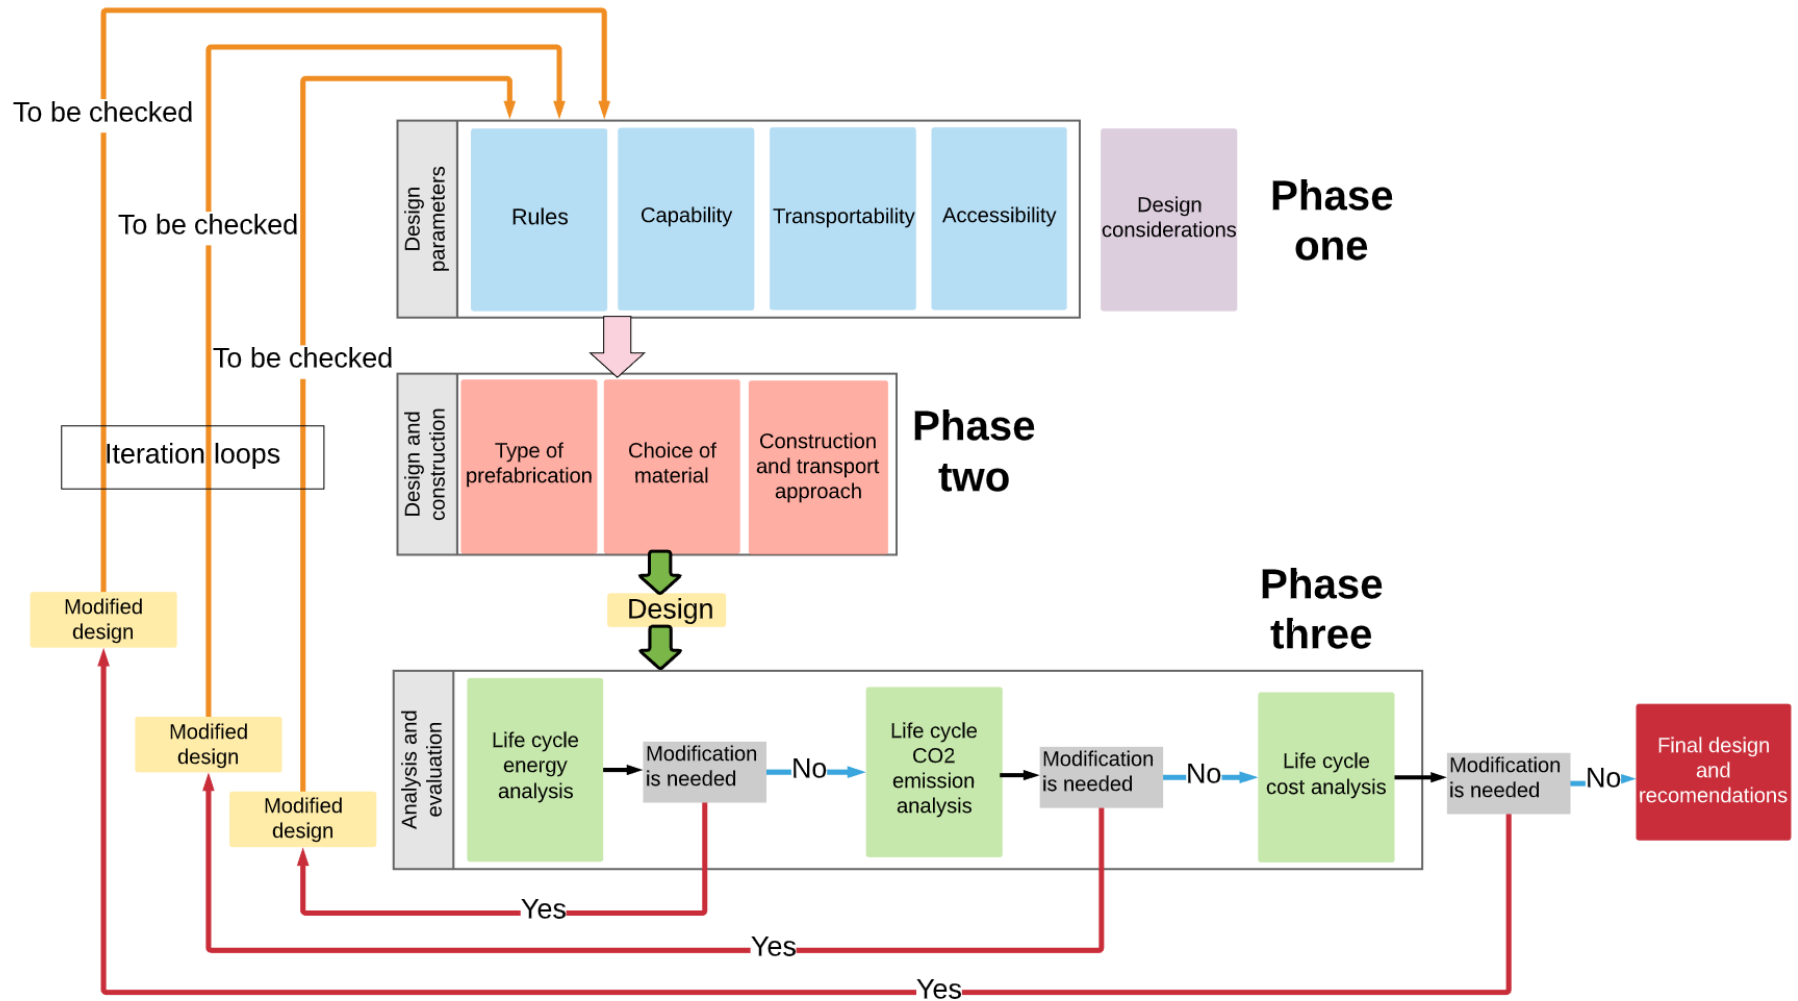 To be checked
To be checked
To be checked
Iteration loops
Design
parameters
Rules
Capability
Transportability
Accessibility
Design
considerations
Phase
one
Design and
construction
Type of
prefabrication
Choice of
material
Construction
and transport
approach
Phase
two
Design
Phase
three
Modified
design
Modified
design
Modified
design
Analysis and
evaluation
Life cycle
energy
analysis
Modification
is needed
No
Life cycle
CO2
emission
analysis
Modification
is needed
No
Life cycle
cost analysis
Modification
is needed
No
Final design
and
recomendations
Yes
Yes
Yes